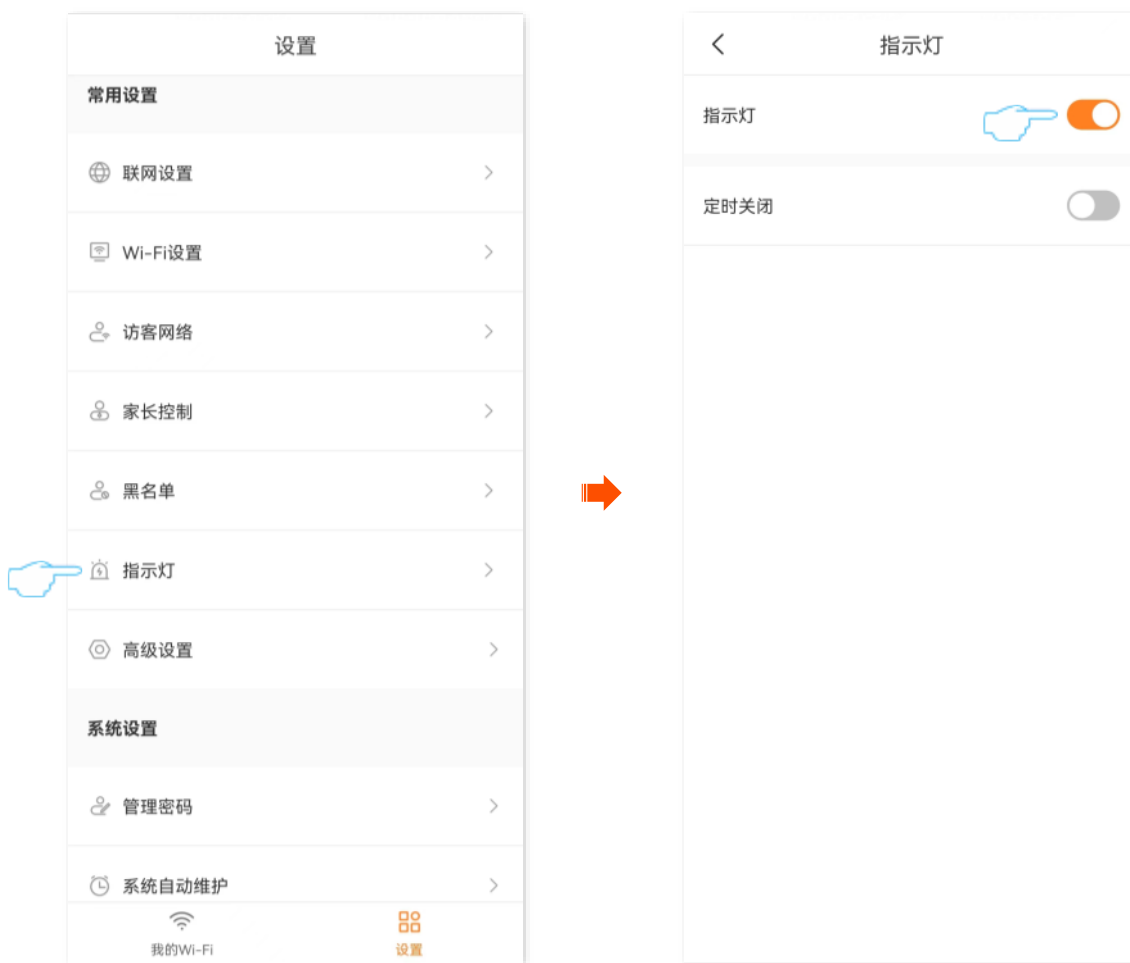 设置
常用设置
联网设置
Wi-Fi设置
访客网络
家长控制
黑名单
指示灯
高级设置
系统设置
管理密码
系统自动维护
我的Wi-Fi
设置
指示灯
指示灯
定时关闭